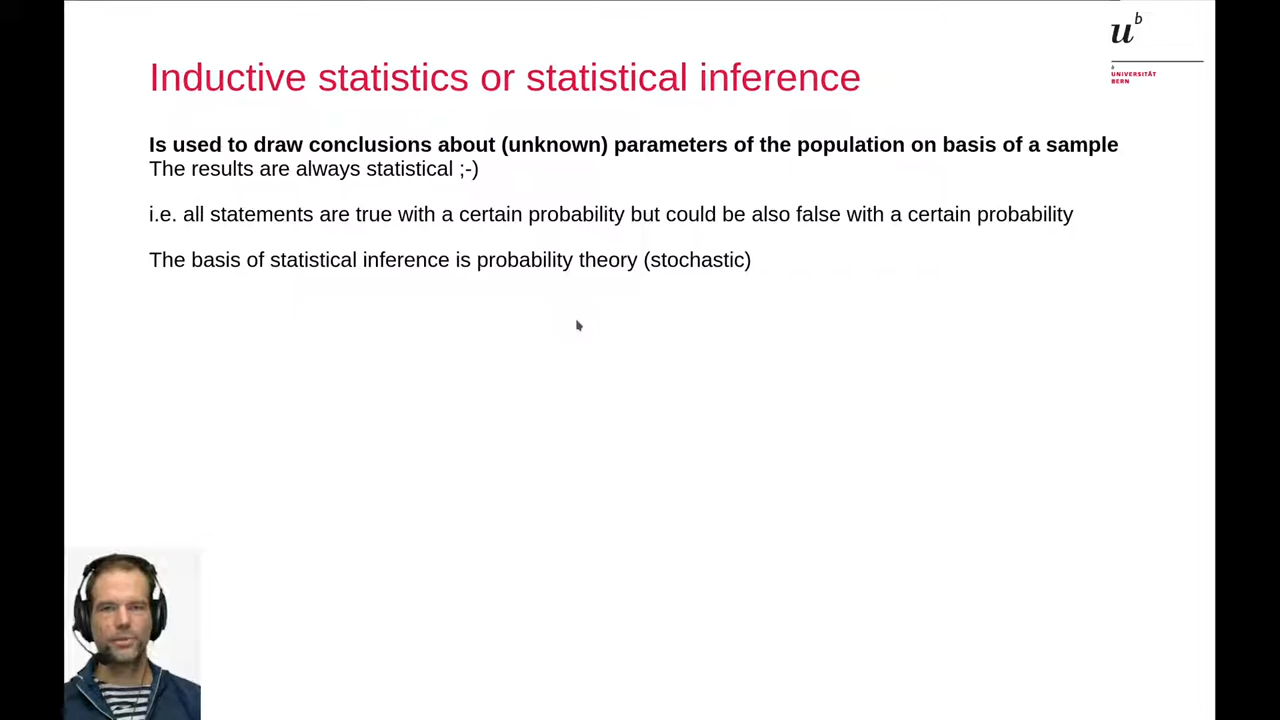 u b
b
UNIVERSITÄT
BERN
Inductive statistics or statistical inference
Is used to draw conclusions about (unknown) parameters of the population on basis of a sample
The results are always statistical ;-)
i.e. all statements are true with a certain probability but could be also false with a certain probability
The basis of statistical inference is probability theory (stochastic)